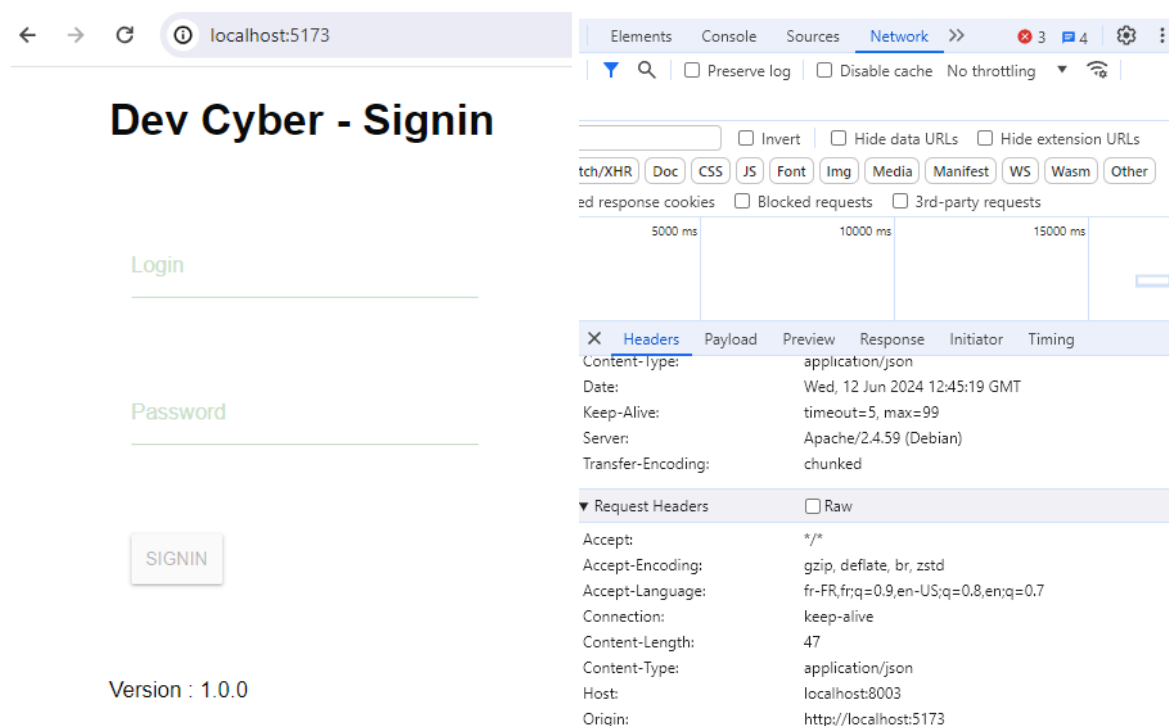 localhost:5173
Dev Cyber - Signin
Login
Password
SIGNIN
Version : 1.0.0
Elements Console Sources Network 3 4
Preserve log Disable cache No throttling
Invert Hide data URLs Hide extension URLs
tch/XHR Doc CSS JS Font Img Media Manifest WS Wasm Other
ed response cookies Blocked requests 3rd-party requests
5000 ms 10000 ms 15000 ms
Headers Payload Preview Response Initiator Timing
Content-Type: application/json
Date: Wed, 12 Jun 2024 12:45:19 GMT
Keep-Alive: timeout=5, max=99
Server: Apache/2.4.59 (Debian)
Transfer-Encoding: chunked
Request Headers Raw
Accept: */*
Accept-Encoding: gzip, deflate, br, zstd
Accept-Language: fr-FR,fr;q=0.9,en-US;q=0.8,en;q=0.7
Connection: keep-alive
Content-Length: 47
Content-Type: application/json
Host: localhost:8003
Origin: http://localhost:5173